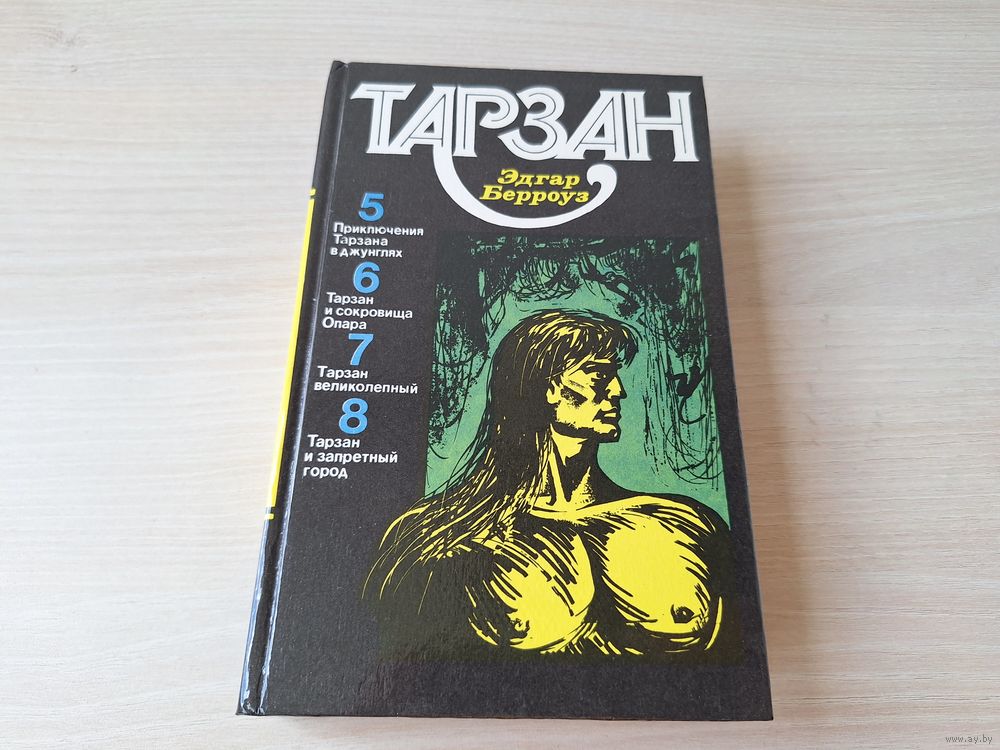 ТАРЗАН
Эдгар
Берроуз
5
Приключения
Тарзана
в джунглях
6
Тарзан
и сокровища
Опара
7
Тарзан
великолепный
8
Тарзан
и запретный
город
www.ay.by